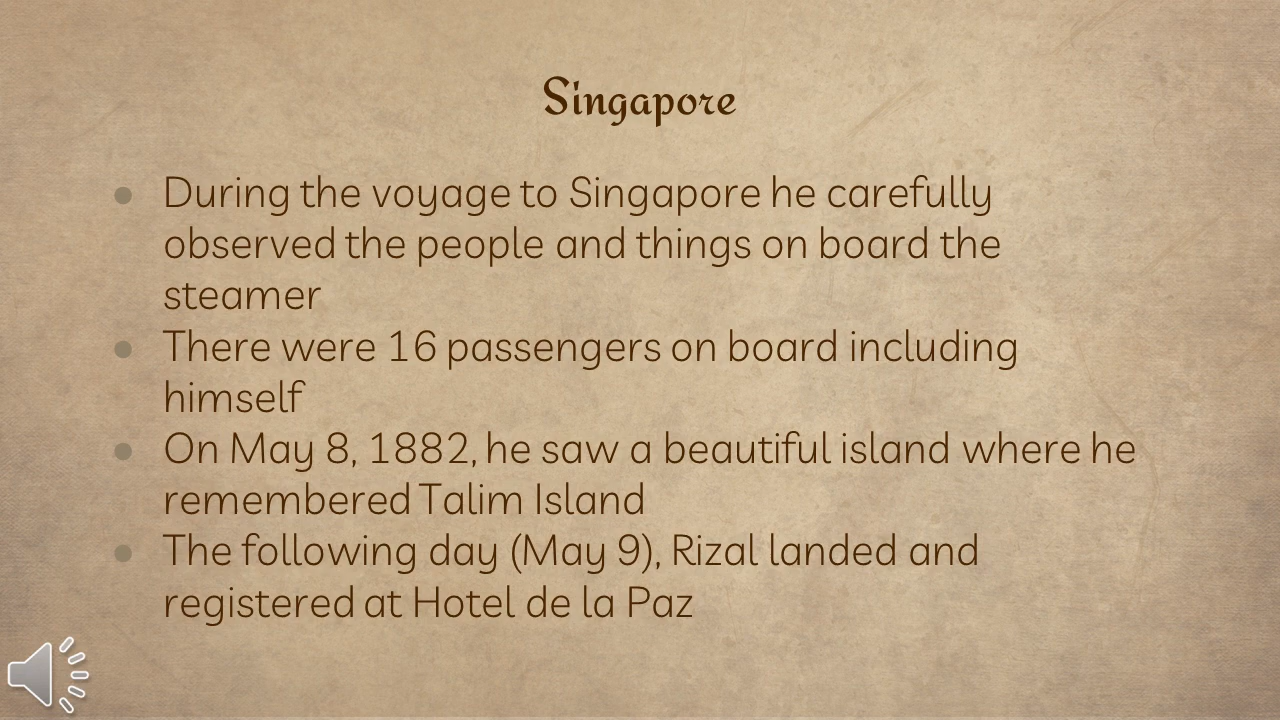 Singapore
During the voyage to Singapore he carefully
observed the people and things on board the
steamer
There were 16 passengers on board including
himself
On May 8, 1882, he saw a beautiful island where he
remembered Talim Island
The following day (May 9), Rizal landed and
registered at Hotel de la Paz